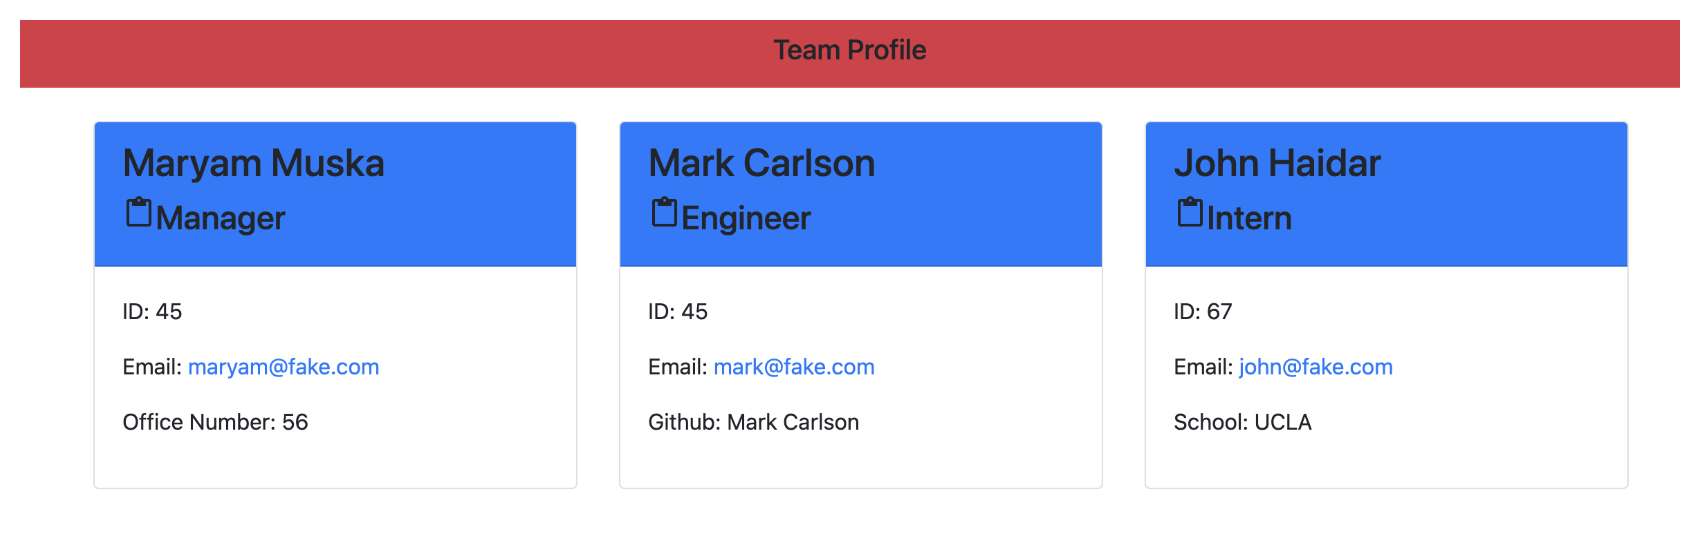 Team Profile
Maryam Muska
Manager
ID: 45
Email: maryam@fake.com
Office Number: 56
Mark Carlson
Engineer
ID: 45
Email: mark@fake.com
Github: Mark Carlson
John Haidar
Intern
ID: 67
Email: john@fake.com
School: UCLA